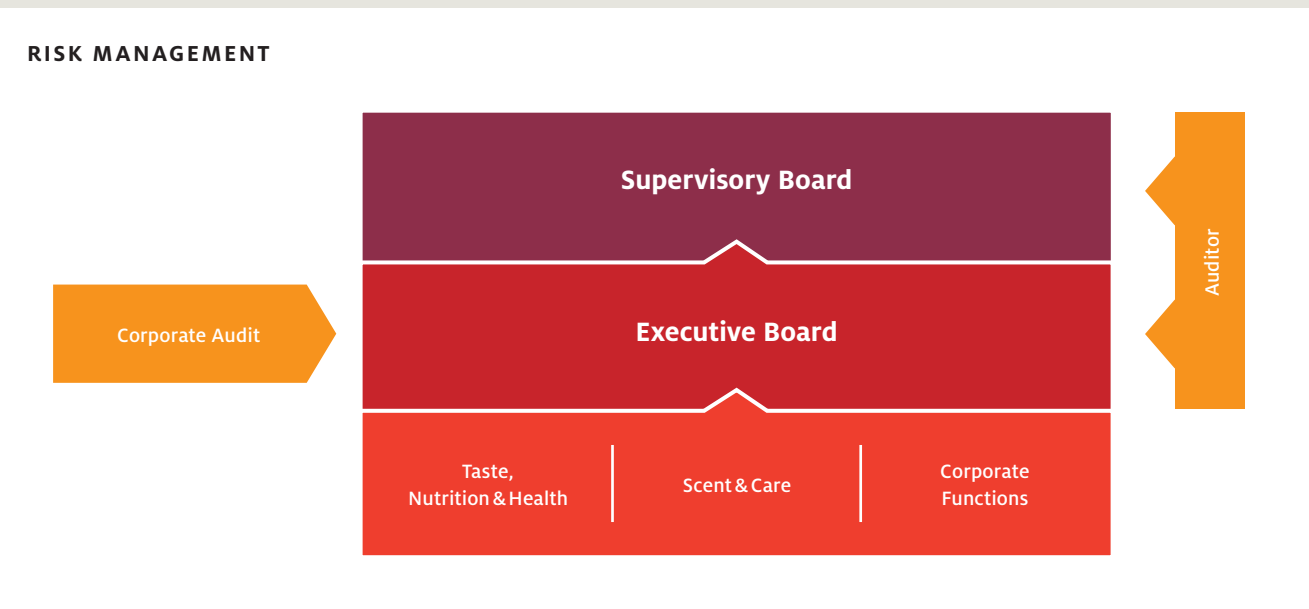 RISK MANAGEMENT
Supervisory Board
Auditor
Corporate Audit
Executive Board
Taste,
Nutrition & Health
Scent & Care
Corporate
Functions